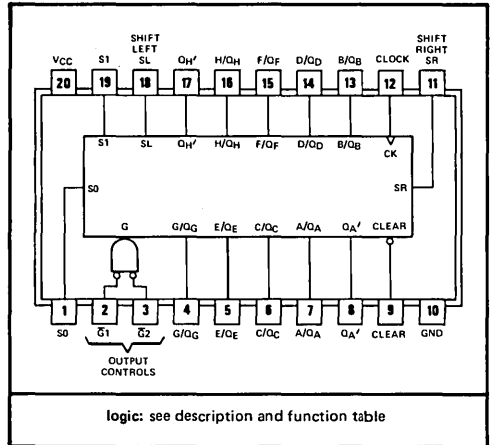 SHIFT LEFT SHIFT RIGHT
VCC S1 SL QH' H/QH F/QF D/QD B/QB CLOCK SR
20 19 18 17 16 15 14 13 12 11
S1 SL QH' H/QH F/QF D/QD B/QB CK
S0 SR
G G/QG E/QE C/QC A/QA QA' CLEAR
1 2 3 4 5 6 7 8 9 10
S0 G̅1 G̅2 G/QG E/QE C/QC A/QA QA' CLEAR GND
OUTPUT
CONTROLS
logic: see description and function table